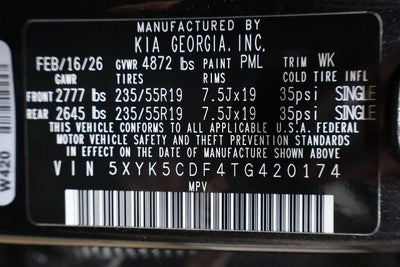 MANUFACTURED BY
KIA GEORGIA, INC.
FEB/16/26 GVWR 4872 lbs PAINT PML TRIM WK
GAWR TIRES RIMS COLD TIRE INFL
FRONT 2777 lbs 235/55R19 7.5Jx19 35psi SINGLE
REAR 2645 lbs 235/55R19 7.5Jx19 35psi SINGLE
THIS VEHICLE CONFORMS TO ALL APPLICABLE U.S.A. FEDERAL
MOTOR VEHICLE SAFETY AND THEFT PREVENTION STANDARDS
IN EFFECT ON THE DATE OF MANUFACTURE SHOWN ABOVE.
VIN 5XYK5CDF4TG420174
MPV
W420